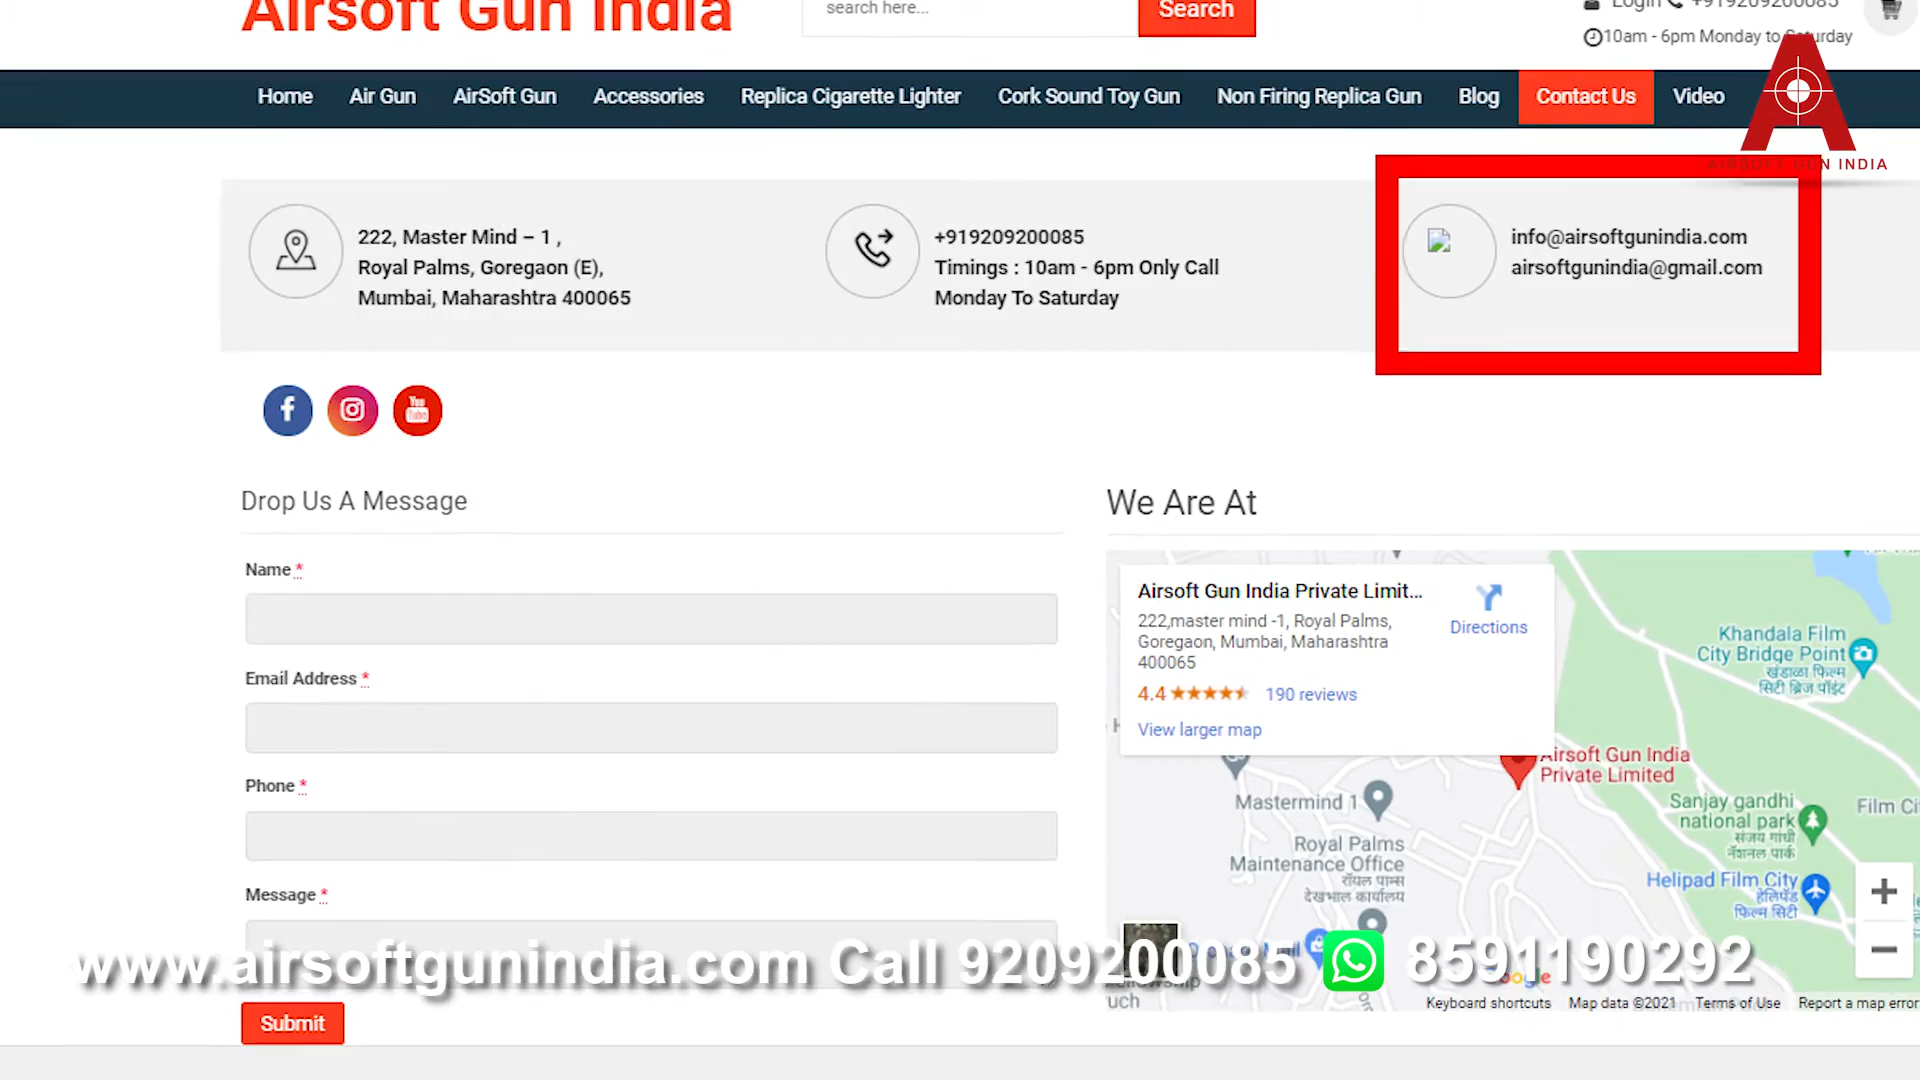 Airsoft Gun India
search here...
Search
Login +919209200085
10am - 6pm Monday to Saturday
Home Air Gun AirSoft Gun Accessories Replica Cigarette Lighter Cork Sound Toy Gun Non Firing Replica Gun Blog Contact Us Video
AIRSOFT GUN INDIA
222, Master Mind – 1 ,
Royal Palms, Goregaon (E),
Mumbai, Maharashtra 400065
+919209200085
Timings : 10am - 6pm Only Call
Monday To Saturday
info@airsoftgunindia.com
airsoftgunindia@gmail.com
You
Drop Us A Message
Name *
Email Address *
Phone *
Message *
Submit
We Are At
Airsoft Gun India Private Limit...
222,master mind -1, Royal Palms,
Goregaon, Mumbai, Maharashtra
400065
4.4 190 reviews
View larger map
Directions
Khandala Film
City Bridge Point
खंडाळा फिल्म
सिटी ब्रिज पॉइंट
Airsoft Gun India
Private Limited
Mastermind 1
Sanjay gandhi
national park
संजय गांधी
नॅशनल पार्क
Film Ci
Royal Palms
Maintenance Office
रॉयल पाम्स
देखभाल कार्यालय
Helipad Film City
हेलिपॅड
फिल्म सिटी
www.airsoftgunindia.com Call 9209200085 8591190292
Keyboard shortcuts Map data ©2021 Terms of Use Report a map error